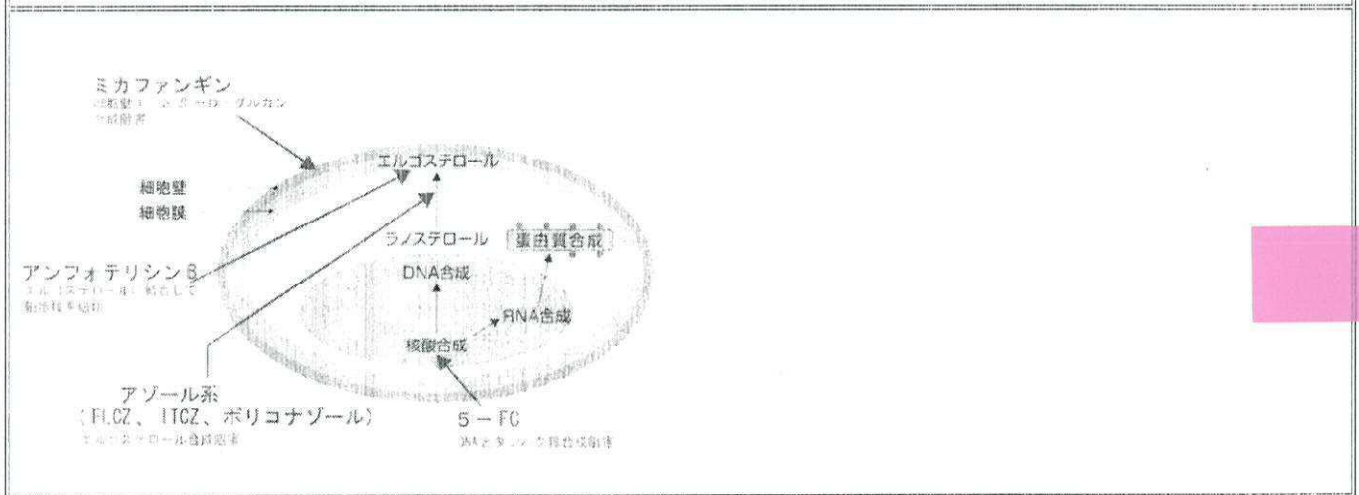 ミカファンギン
エルゴステロール
細胞壁
細胞膜
ラノステロール
蛋白質合成
アンフォテリシンB
DNA合成
RNA合成
核酸合成
アゾール系
(FLCZ、ITCZ、ボリコナゾール)
5-FC